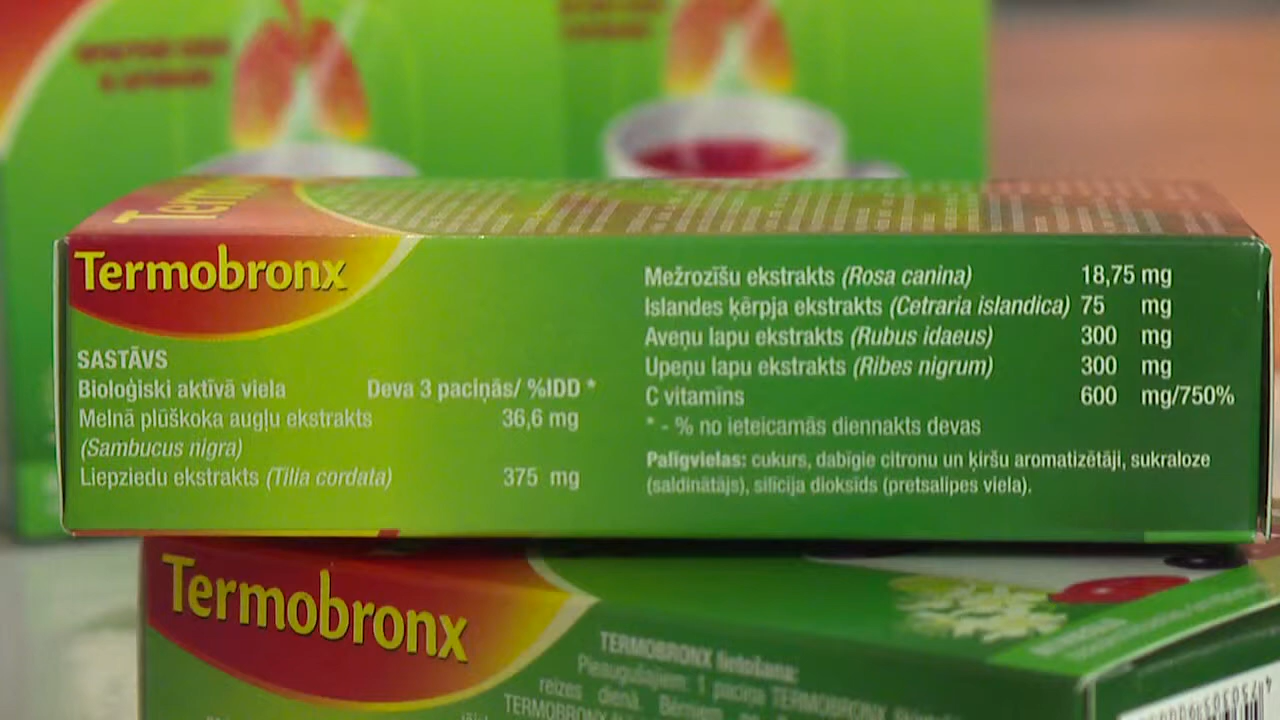 Termobronx
SASTĀVS
Bioloģiski aktīvā viela Deva 3 paciņās/ %IDD *
Melnā plūškoka augļu ekstrakts 36,6 mg
(Sambucus nigra)
Liepziedu ekstrakts (Tilia cordata) 375 mg
Mežrozīšu ekstrakts (Rosa canina) 18,75 mg
Islandes ķērpja ekstrakts (Cetraria islandica) 75 mg
Aveņu lapu ekstrakts (Rubus idaeus) 300 mg
Upeņu lapu ekstrakts (Ribes nigrum) 300 mg
C vitamīns 600 mg/750%
* - % no ieteicamās diennakts devas
Palīgvielas: cukurs, dabīgie citronu un ķiršu aromatizētāji, sukraloze
(saldinātājs), silīcija dioksīds (pretsalipes viela).
Termobronx
TERMOBRONX lietošana:
Pieaugušajiem: 1 paciņa TERMOBRONX
reizes dienā. Bērniem
TERMOBRONX